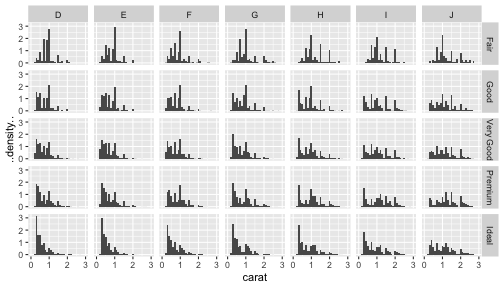 D E F G H I J
3 2 1 0 Fair
3 2 1 0 Good
3 2 1 0 Very Good
3 2 1 0 Premium
3 2 1 0 Ideal
0 1 2 3 0 1 2 3 0 1 2 3 0 1 2 3 0 1 2 3 0 1 2 3 0 1 2 3
carat
..density..